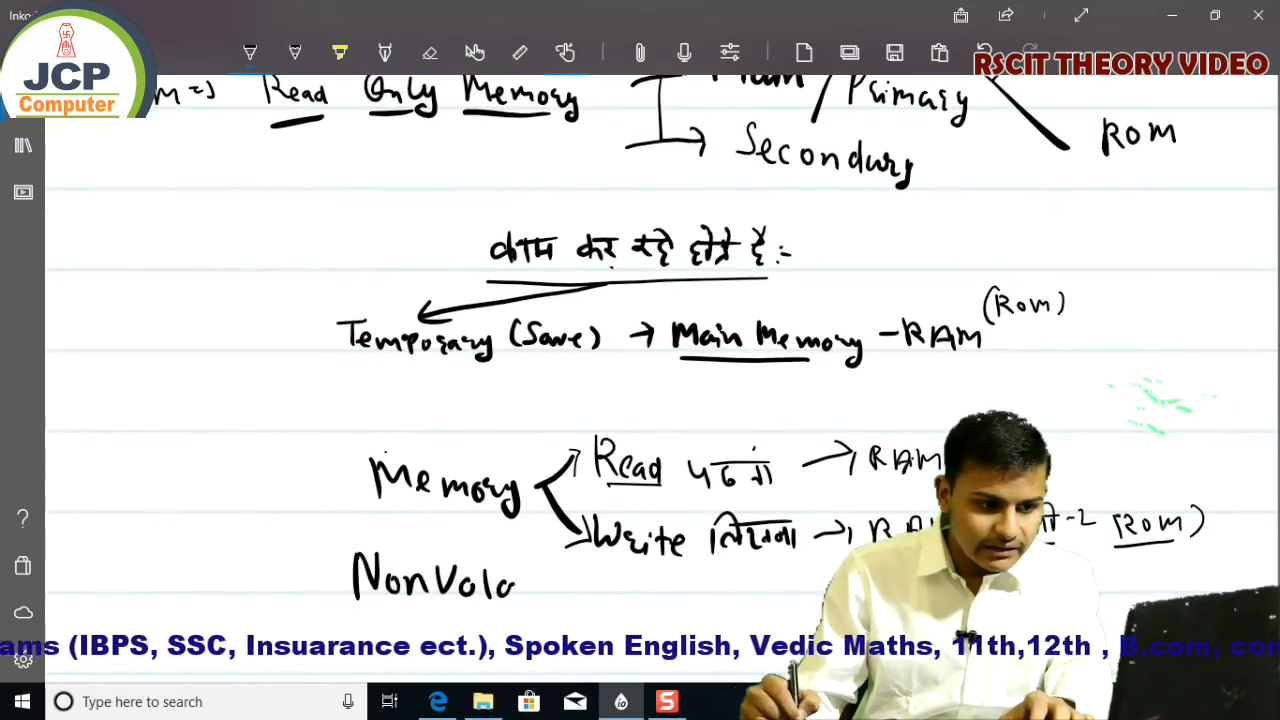 JCP
Computer
RSCIT THEORY VIDEO
Read Only Memory
Primary
Secondary
ROM
काम कर रहे होते है :-
Temporary (Save) → Main Memory - RAM (ROM)
Memory
Read पढना → RAM
Write लिखना → (ROM)
NonVola
ams (IBPS, SSC, Insuarance ect.), Spoken English, Vedic Maths, 11th,12th , B.com, con
Type here to search